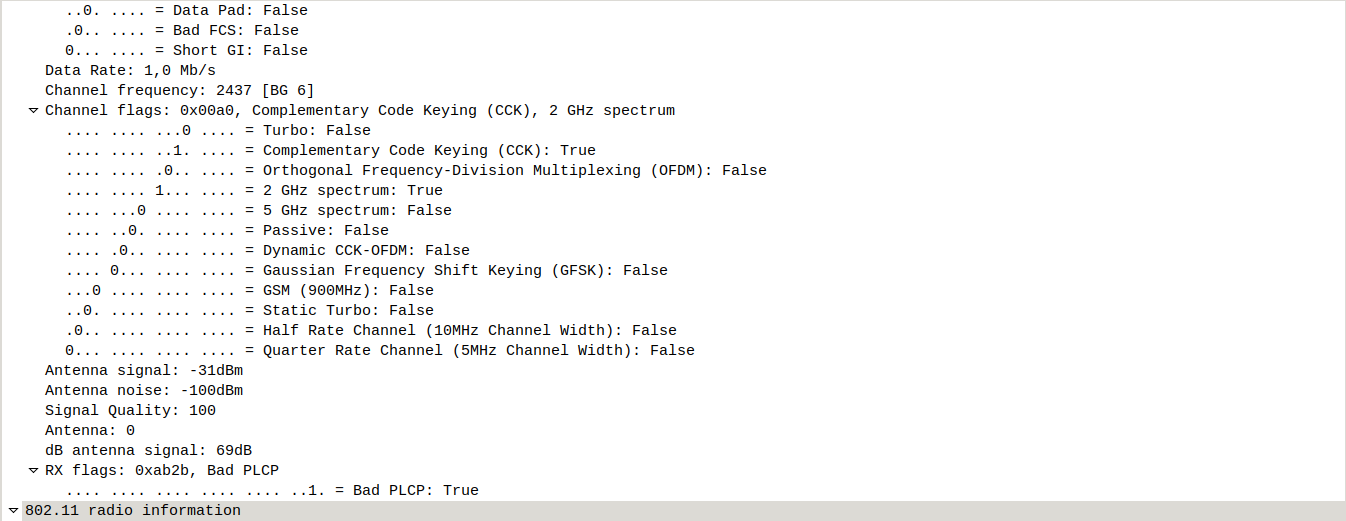 ..0. .... = Data Pad: False
.0.. .... = Bad FCS: False
0... .... = Short GI: False
Data Rate: 1,0 Mb/s
Channel frequency: 2437 [BG 6]
Channel flags: 0x00a0, Complementary Code Keying (CCK), 2 GHz spectrum
.... .... ...0 .... = Turbo: False
.... .... ..1. .... = Complementary Code Keying (CCK): True
.... .... .0.. .... = Orthogonal Frequency-Division Multiplexing (OFDM): False
.... .... 1... .... = 2 GHz spectrum: True
.... ...0 .... .... = 5 GHz spectrum: False
.... ..0. .... .... = Passive: False
.... .0.. .... .... = Dynamic CCK-OFDM: False
.... 0... .... .... = Gaussian Frequency Shift Keying (GFSK): False
...0 .... .... .... = GSM (900MHz): False
..0. .... .... .... = Static Turbo: False
.0.. .... .... .... = Half Rate Channel (10MHz Channel Width): False
0... .... .... .... = Quarter Rate Channel (5MHz Channel Width): False
Antenna signal: -31dBm
Antenna noise: -100dBm
Signal Quality: 100
Antenna: 0
dB antenna signal: 69dB
RX flags: 0xab2b, Bad PLCP
.... .... .... .... .... ..1. = Bad PLCP: True
802.11 radio information